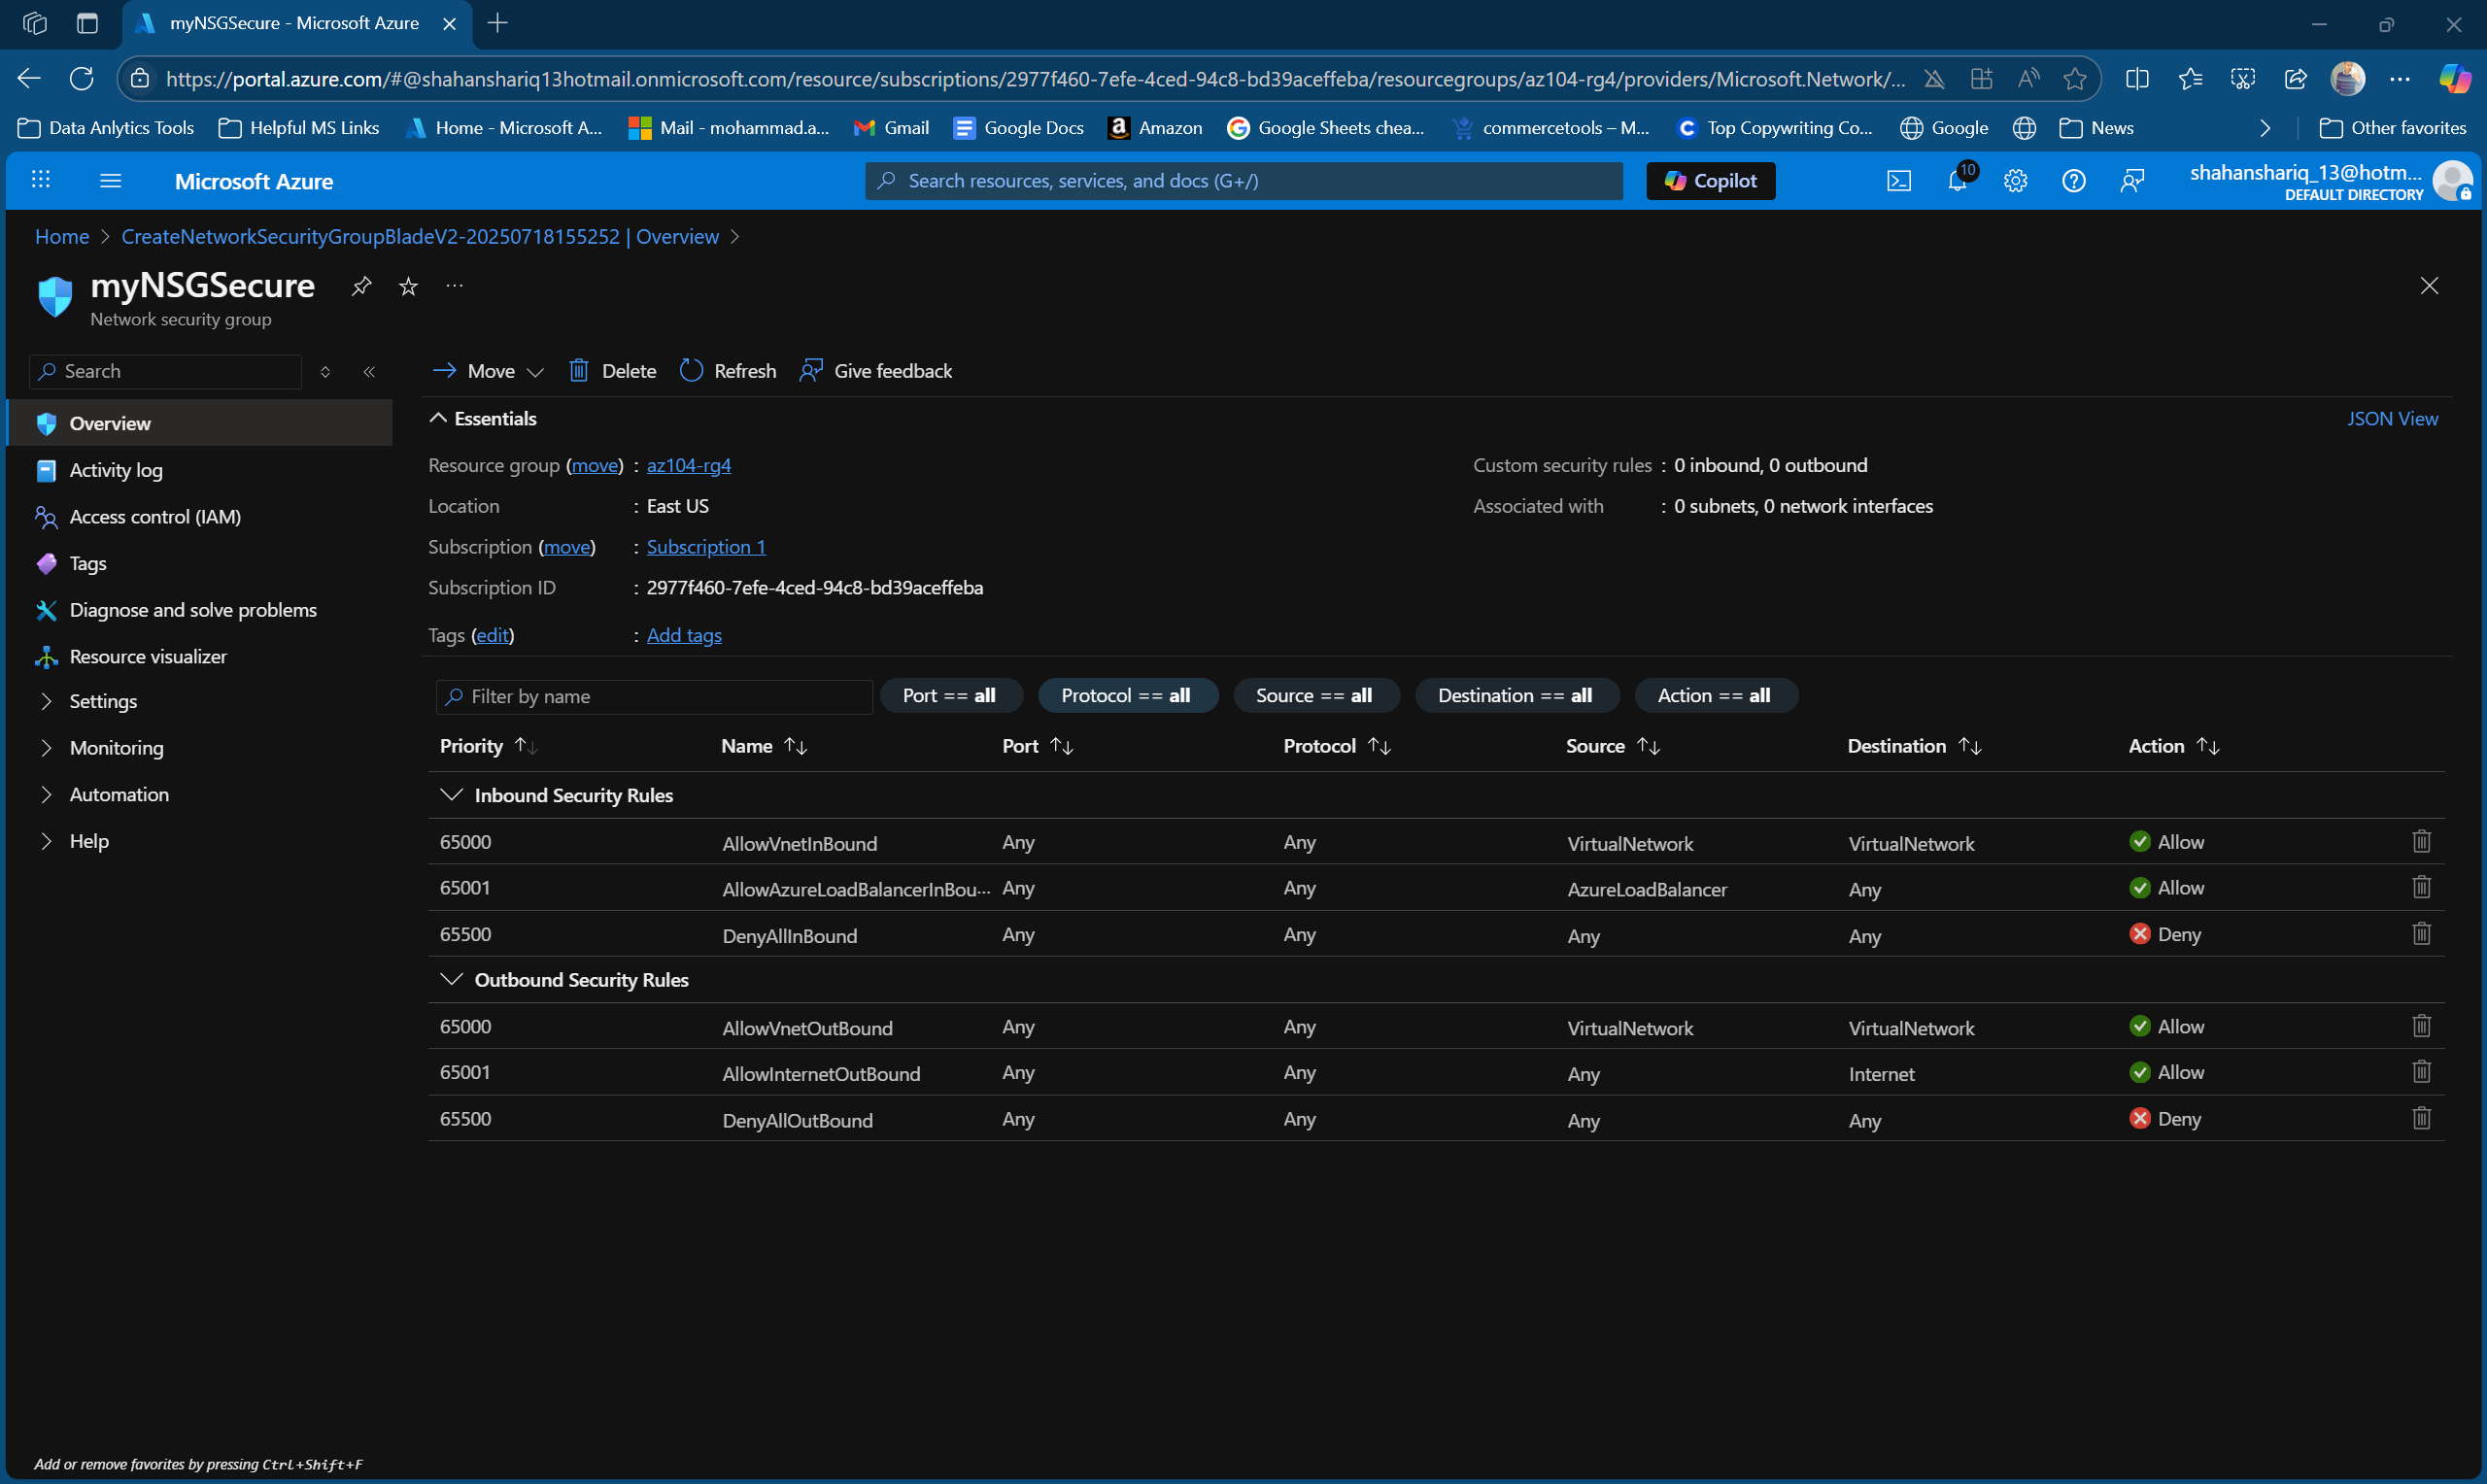 myNSGSecure - Microsoft Azure
https://portal.azure.com/#@shahanshariq13hotmail.onmicrosoft.com/resource/subscriptions/2977f460-7efe-4ced-94c8-bd39aceffeba/resourcegroups/az104-rg4/providers/Microsoft.Network/...
Data Anlytics Tools Helpful MS Links Home - Microsoft A... Mail - mohammad.a... Gmail Google Docs Amazon Google Sheets chea... commercetools – M... Top Copywriting Co... Google News Other favorites
Microsoft Azure Search resources, services, and docs (G+/) Copilot 10 shahanshariq_13@hotm...
DEFAULT DIRECTORY
Home > CreateNetworkSecurityGroupBladeV2-20250718155252 | Overview >
myNSGSecure
Network security group
Search
Overview
Activity log
Access control (IAM)
Tags
Diagnose and solve problems
Resource visualizer
Settings
Monitoring
Automation
Help
Move Delete Refresh Give feedback
Essentials JSON View
Resource group (move) : az104-rg4
Location : East US
Subscription (move) : Subscription 1
Subscription ID : 2977f460-7efe-4ced-94c8-bd39aceffeba
Tags (edit) : Add tags
Custom security rules : 0 inbound, 0 outbound
Associated with : 0 subnets, 0 network interfaces
Filter by name Port == all Protocol == all Source == all Destination == all Action == all
Priority Name Port Protocol Source Destination Action
Inbound Security Rules
65000 AllowVnetInBound Any Any VirtualNetwork VirtualNetwork Allow
65001 AllowAzureLoadBalancerInBou... Any Any AzureLoadBalancer Any Allow
65500 DenyAllInBound Any Any Any Any Deny
Outbound Security Rules
65000 AllowVnetOutBound Any Any VirtualNetwork VirtualNetwork Allow
65001 AllowInternetOutBound Any Any Any Internet Allow
65500 DenyAllOutBound Any Any Any Any Deny
Add or remove favorites by pressing Ctrl+Shift+F